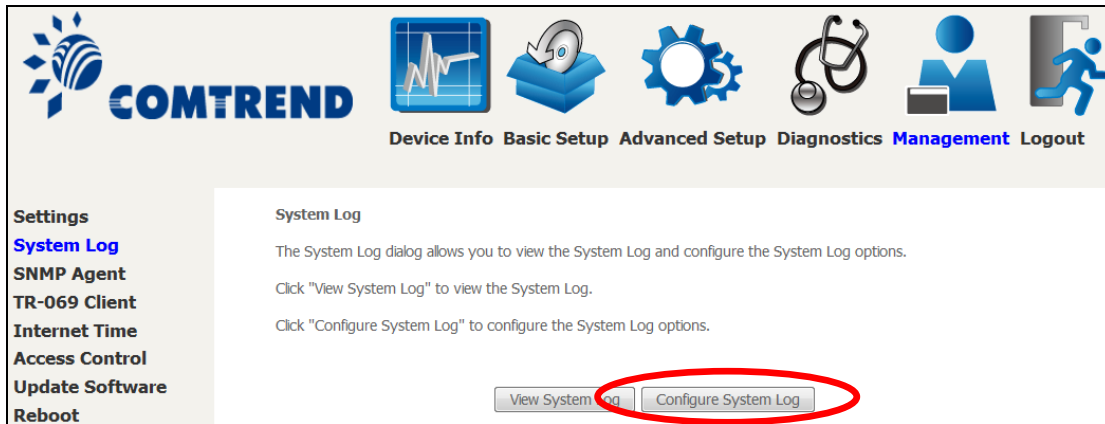 COMTREND
Device Info Basic Setup Advanced Setup Diagnostics Management Logout
Settings
System Log
SNMP Agent
TR-069 Client
Internet Time
Access Control
Update Software
Reboot
System Log
The System Log dialog allows you to view the System Log and configure the System Log options.
Click "View System Log" to view the System Log.
Click "Configure System Log" to configure the System Log options.
View System Log Configure System Log